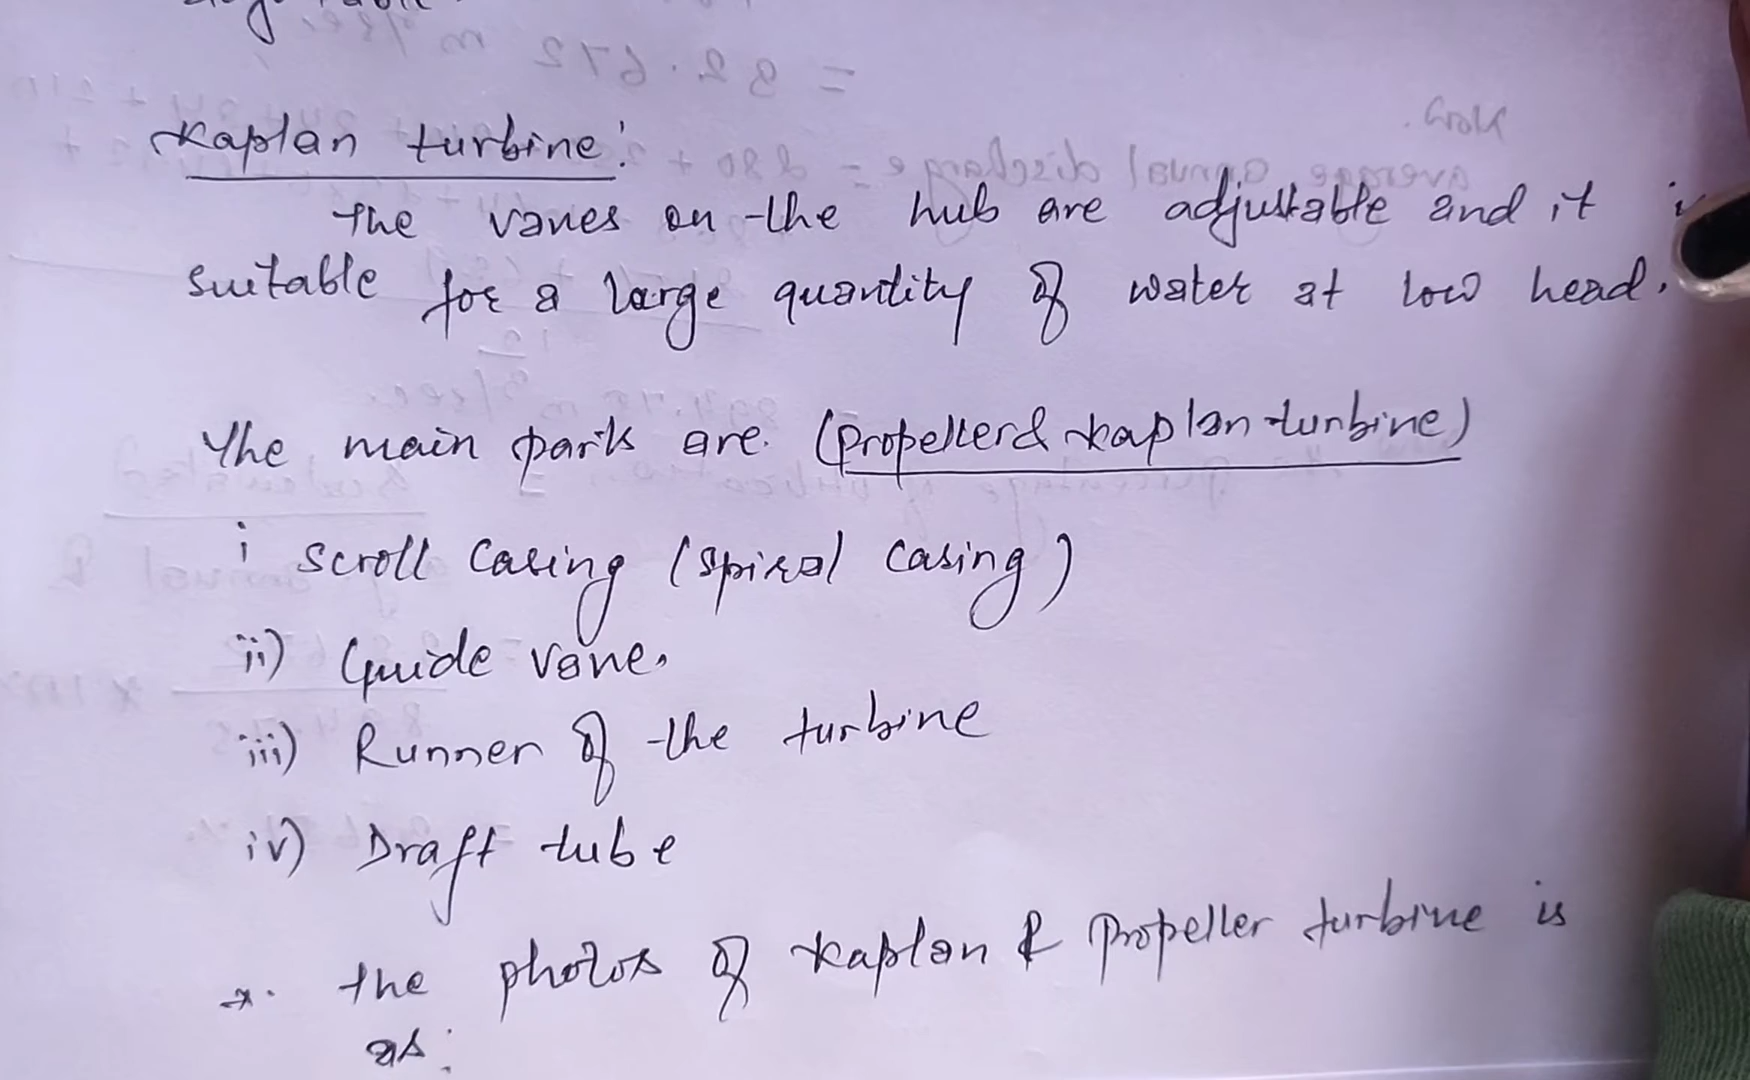 Kaplan turbine:
The vanes on the hub are adjustable and it
suitable for a large quantity of water at low head.
The main parts are. (Propeller & Kaplan turbine)
i scroll casing (spiral casing)
ii) Guide vane.
iii) Runner of the turbine
iv) Draft tube
*. the photos of Kaplan & Propeller turbine is
as: